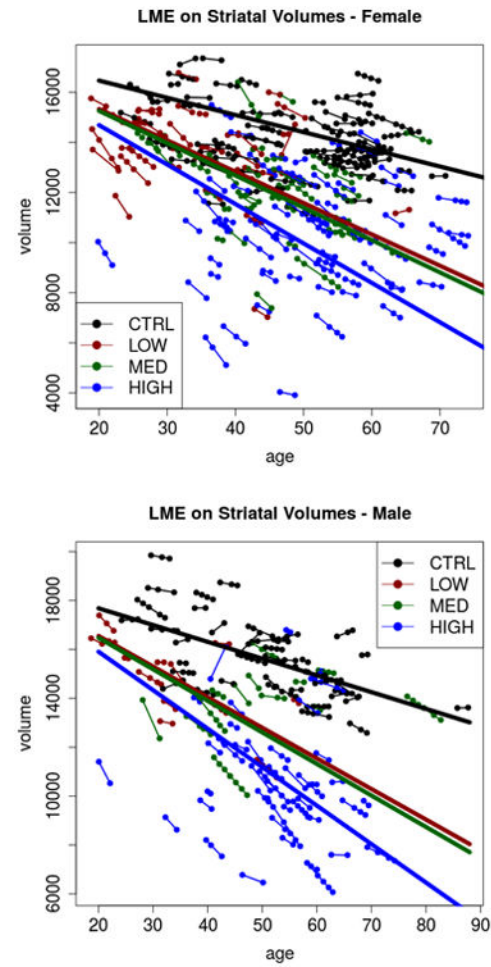 LME on Striatal Volumes - Female
16000
12000
8000
4000
volume
CTRL
LOW
MED
HIGH
20 30 40 50 60 70
age
LME on Striatal Volumes - Male
18000
14000
10000
6000
volume
CTRL
LOW
MED
HIGH
20 30 40 50 60 70 80 90
age